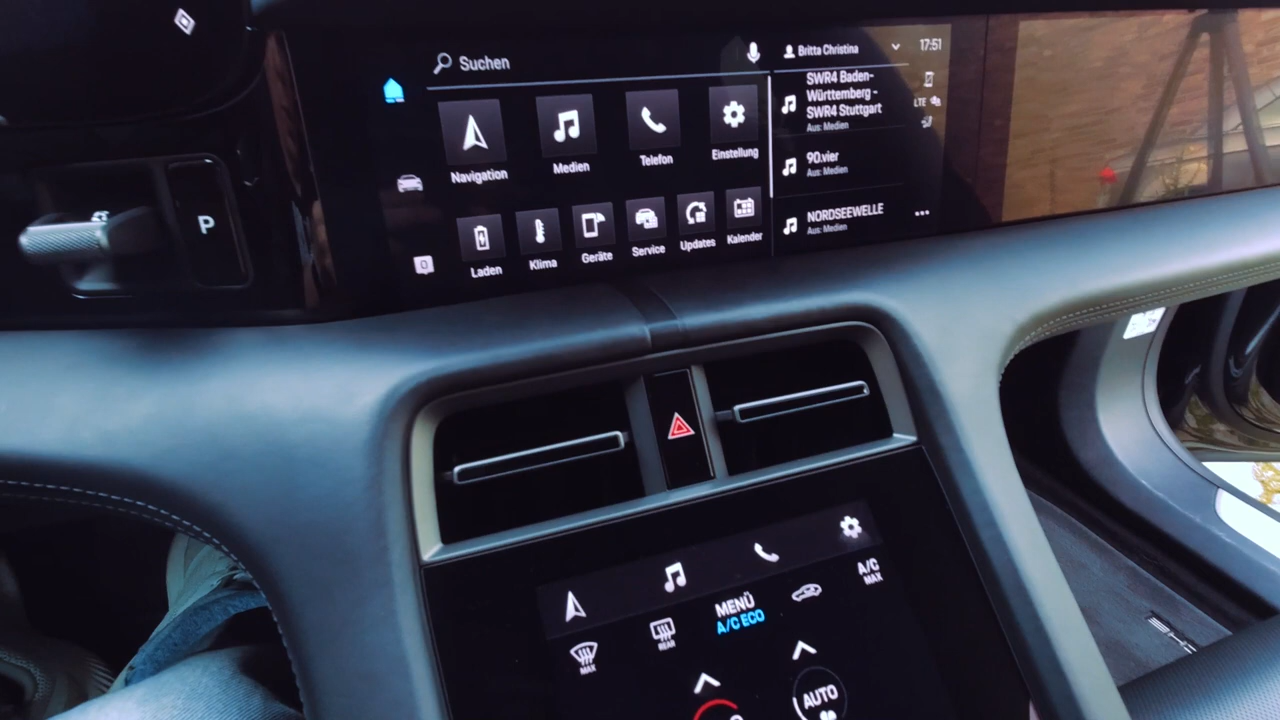 Suchen
Britta Christina
17:51
SWR4 Baden-
Württemberg -
SWR4 Stuttgart
Aus: Medien
LTE
Navigation
Medien
Telefon
Einstellung
90.vier
Aus: Medien
P
Laden
Klima
Geräte
Service
Updates
Kalender
NORDSEEWELLE
Aus: Medien
A/C
MAX
MENÜ
A/C ECO
REAR
MAX
AUTO